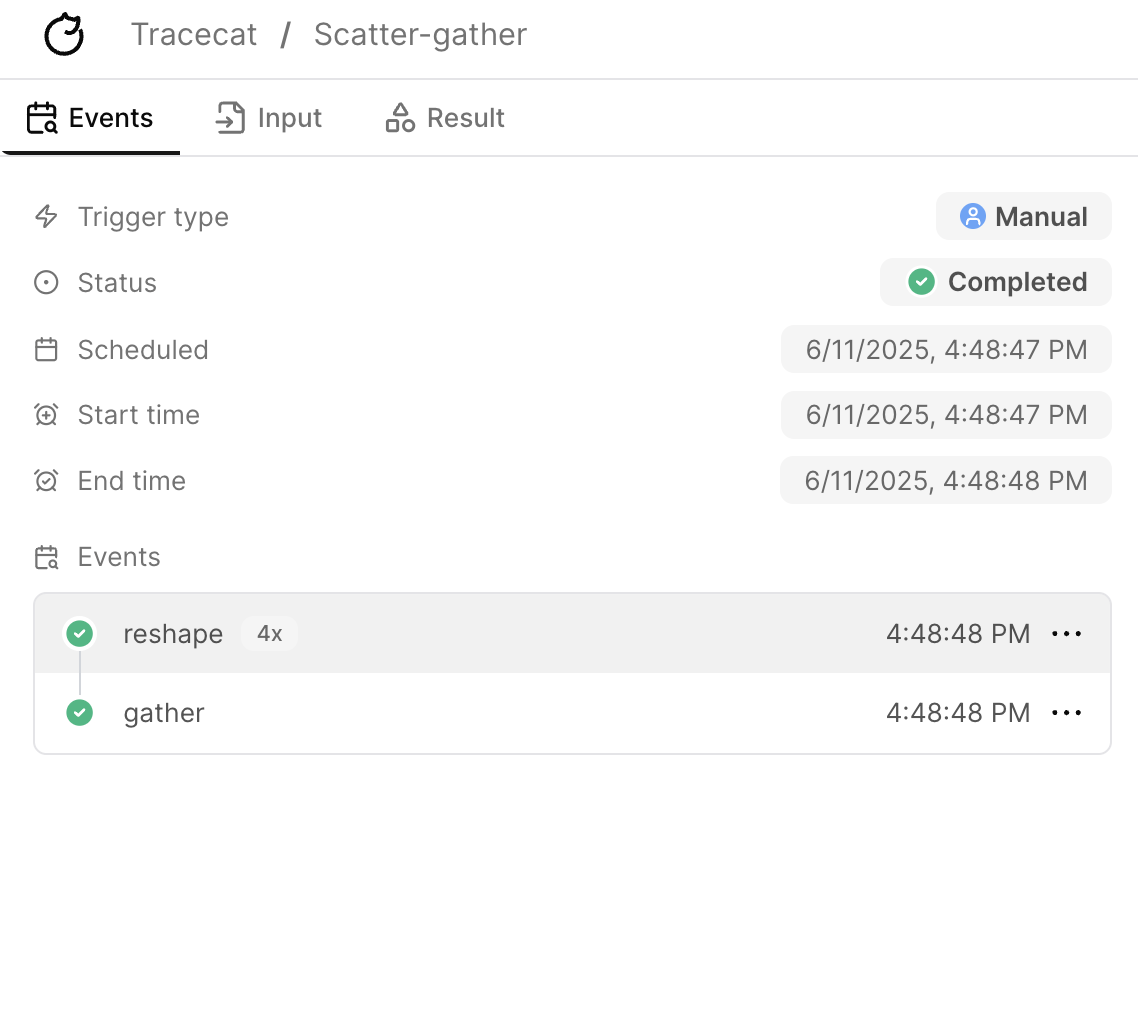 Tracecat / Scatter-gather
Events Input Result
Trigger type Manual
Status Completed
Scheduled 6/11/2025, 4:48:47 PM
Start time 6/11/2025, 4:48:47 PM
End time 6/11/2025, 4:48:48 PM
Events
reshape 4x 4:48:48 PM
gather 4:48:48 PM